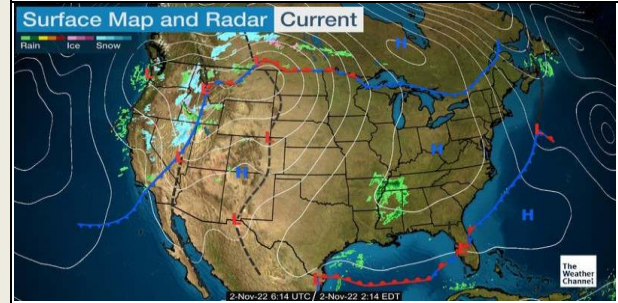 Surface Map and Radar Current
Rain Ice Snow
H
L
L
L
L
H
H
L
H
L
L
L
The
Weather
Channel
2-Nov-22 6:14 UTC / 2-Nov-22 2:14 EDT